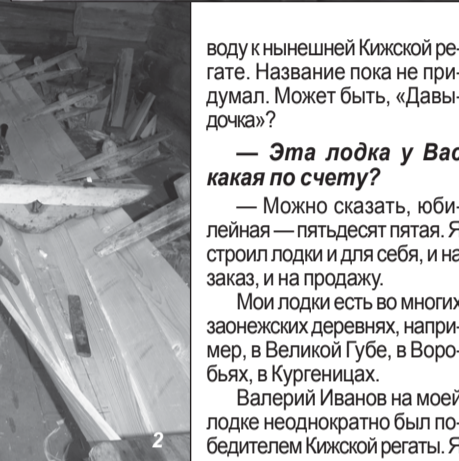 воду к нынешней Кижской ре-
гате. Название пока не при-
думал. Может быть, «Давы-
дочка»?
— Эта лодка у Вас
какая по счету?
— Можно сказать, юби-
лейная — пятьдесят пятая. Я
строил лодки и для себя, и на
заказ, и на продажу.
Мои лодки есть во многих
заонежских деревнях, напри-
мер, в Великой Губе, в Воро-
бьях, в Кургеницах.
Валерий Иванов на моей
лодке неоднократно был по-
бедителем Кижской регаты. Я
2